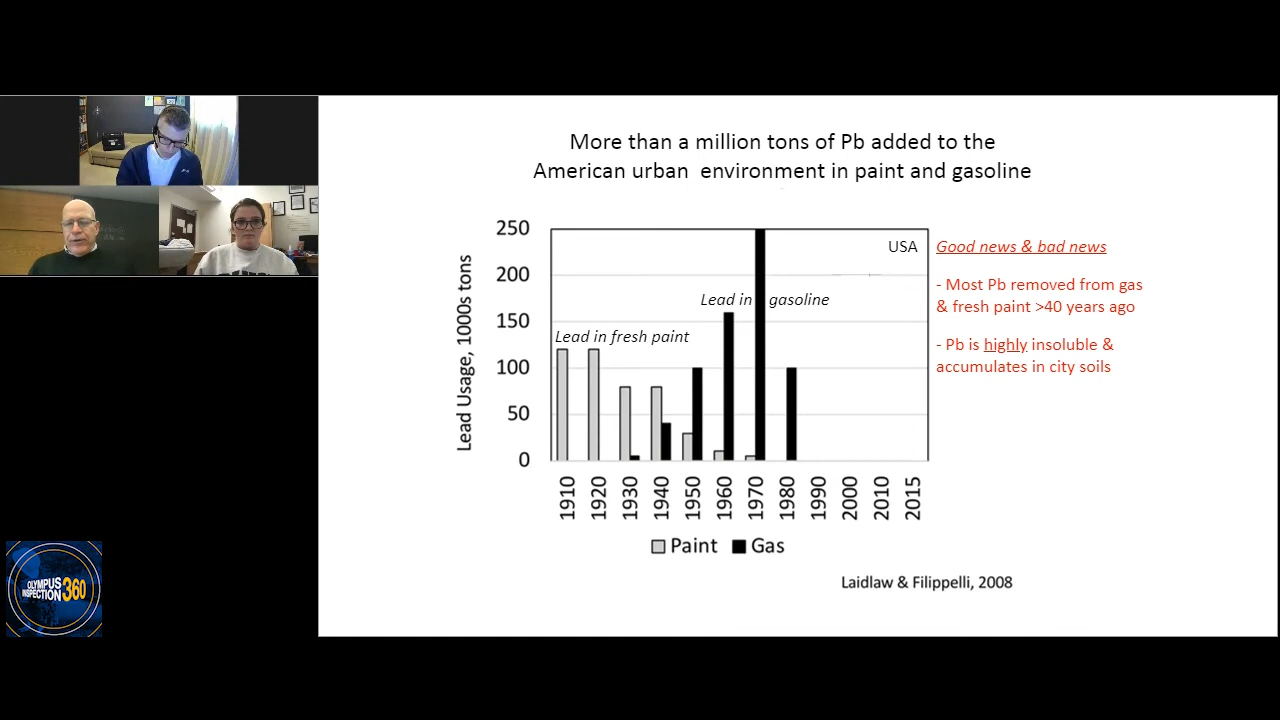 More than a million tons of Pb added to the
American urban environment in paint and gasoline
Lead Usage, 1000s tons
250
200
150
100
50
0
USA
Lead in gasoline
Lead in fresh paint
1910
1920
1930
1940
1950
1960
1970
1980
1990
2000
2010
2015
Paint
Gas
Good news & bad news
- Most Pb removed from gas
& fresh paint >40 years ago
- Pb is highly insoluble &
accumulates in city soils
Laidlaw & Filippelli, 2008
OLYMPUS
INSPECTION 360